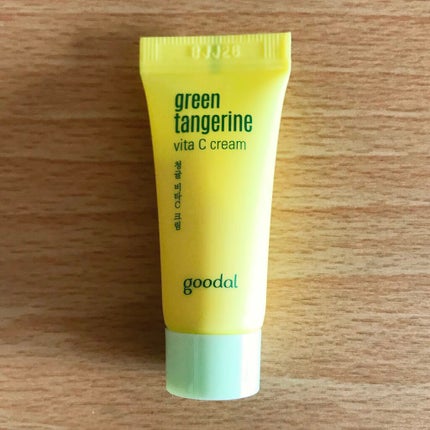 green
tangerine
vita C cream
청귤 비타C 크림
goodal